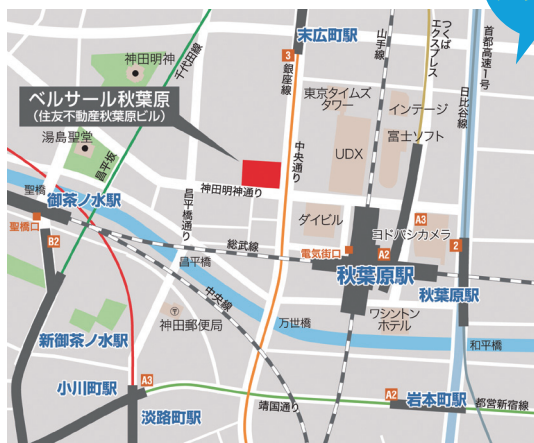 末広町駅
3
銀座線
山手線
つくば
エクスプレス
首都高速1号
日比谷線
神田明神
千代田線
ベルサール秋葉原
(住友不動産秋葉原ビル)
東京タイムズ
タワー
インテージ
富士ソフト
UDX
中央通り
湯島聖堂
昌平坂
神田明神通り
聖橋
御茶ノ水駅
聖橋口
B2
昌平橋通り
総武線
昌平橋
ダイビル
電気街口
A3
ヨドバシカメラ
A2
2
秋葉原駅
秋葉原駅
中央線
神田郵便局
万世橋
ワシントン
ホテル
和平橋
新御茶ノ水駅
小川町駅
A3
淡路町駅
靖国通り
A2
岩本町駅
都営新宿線